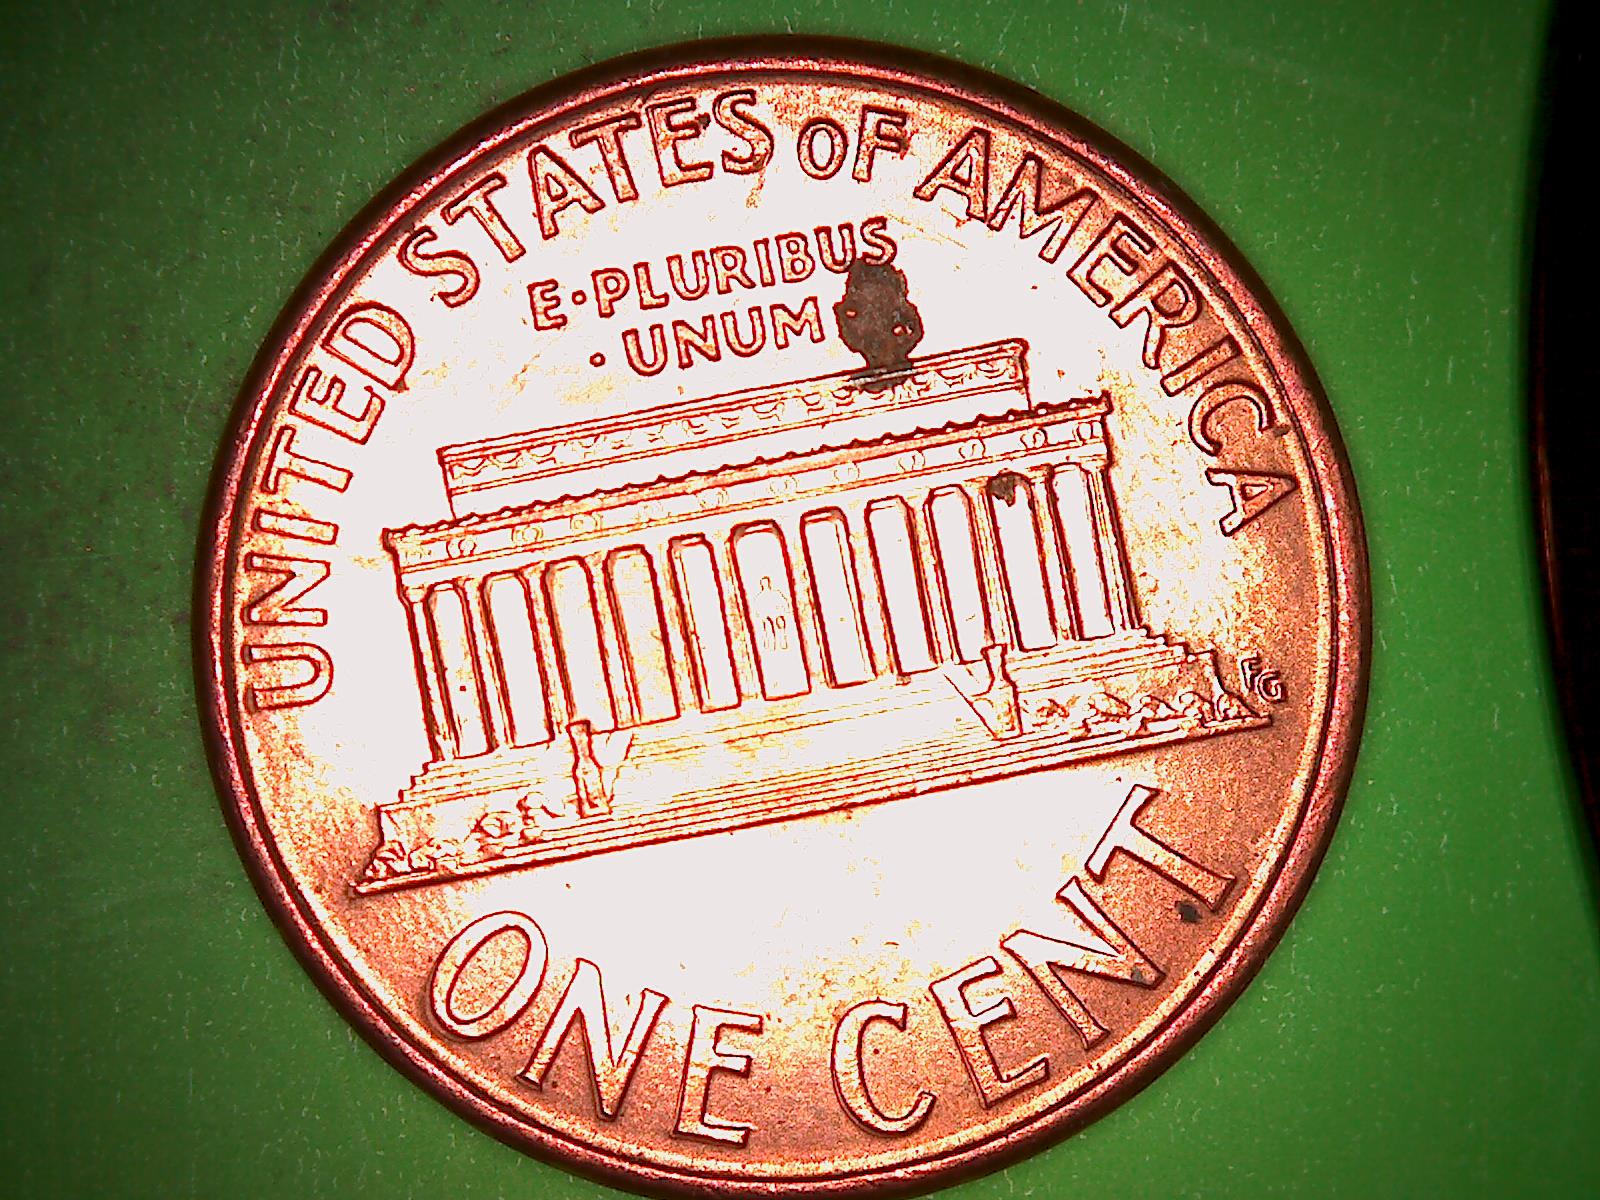 UNITED STATES OF AMERICA
E·PLURIBUS
·UNUM
FG
ONE CENT